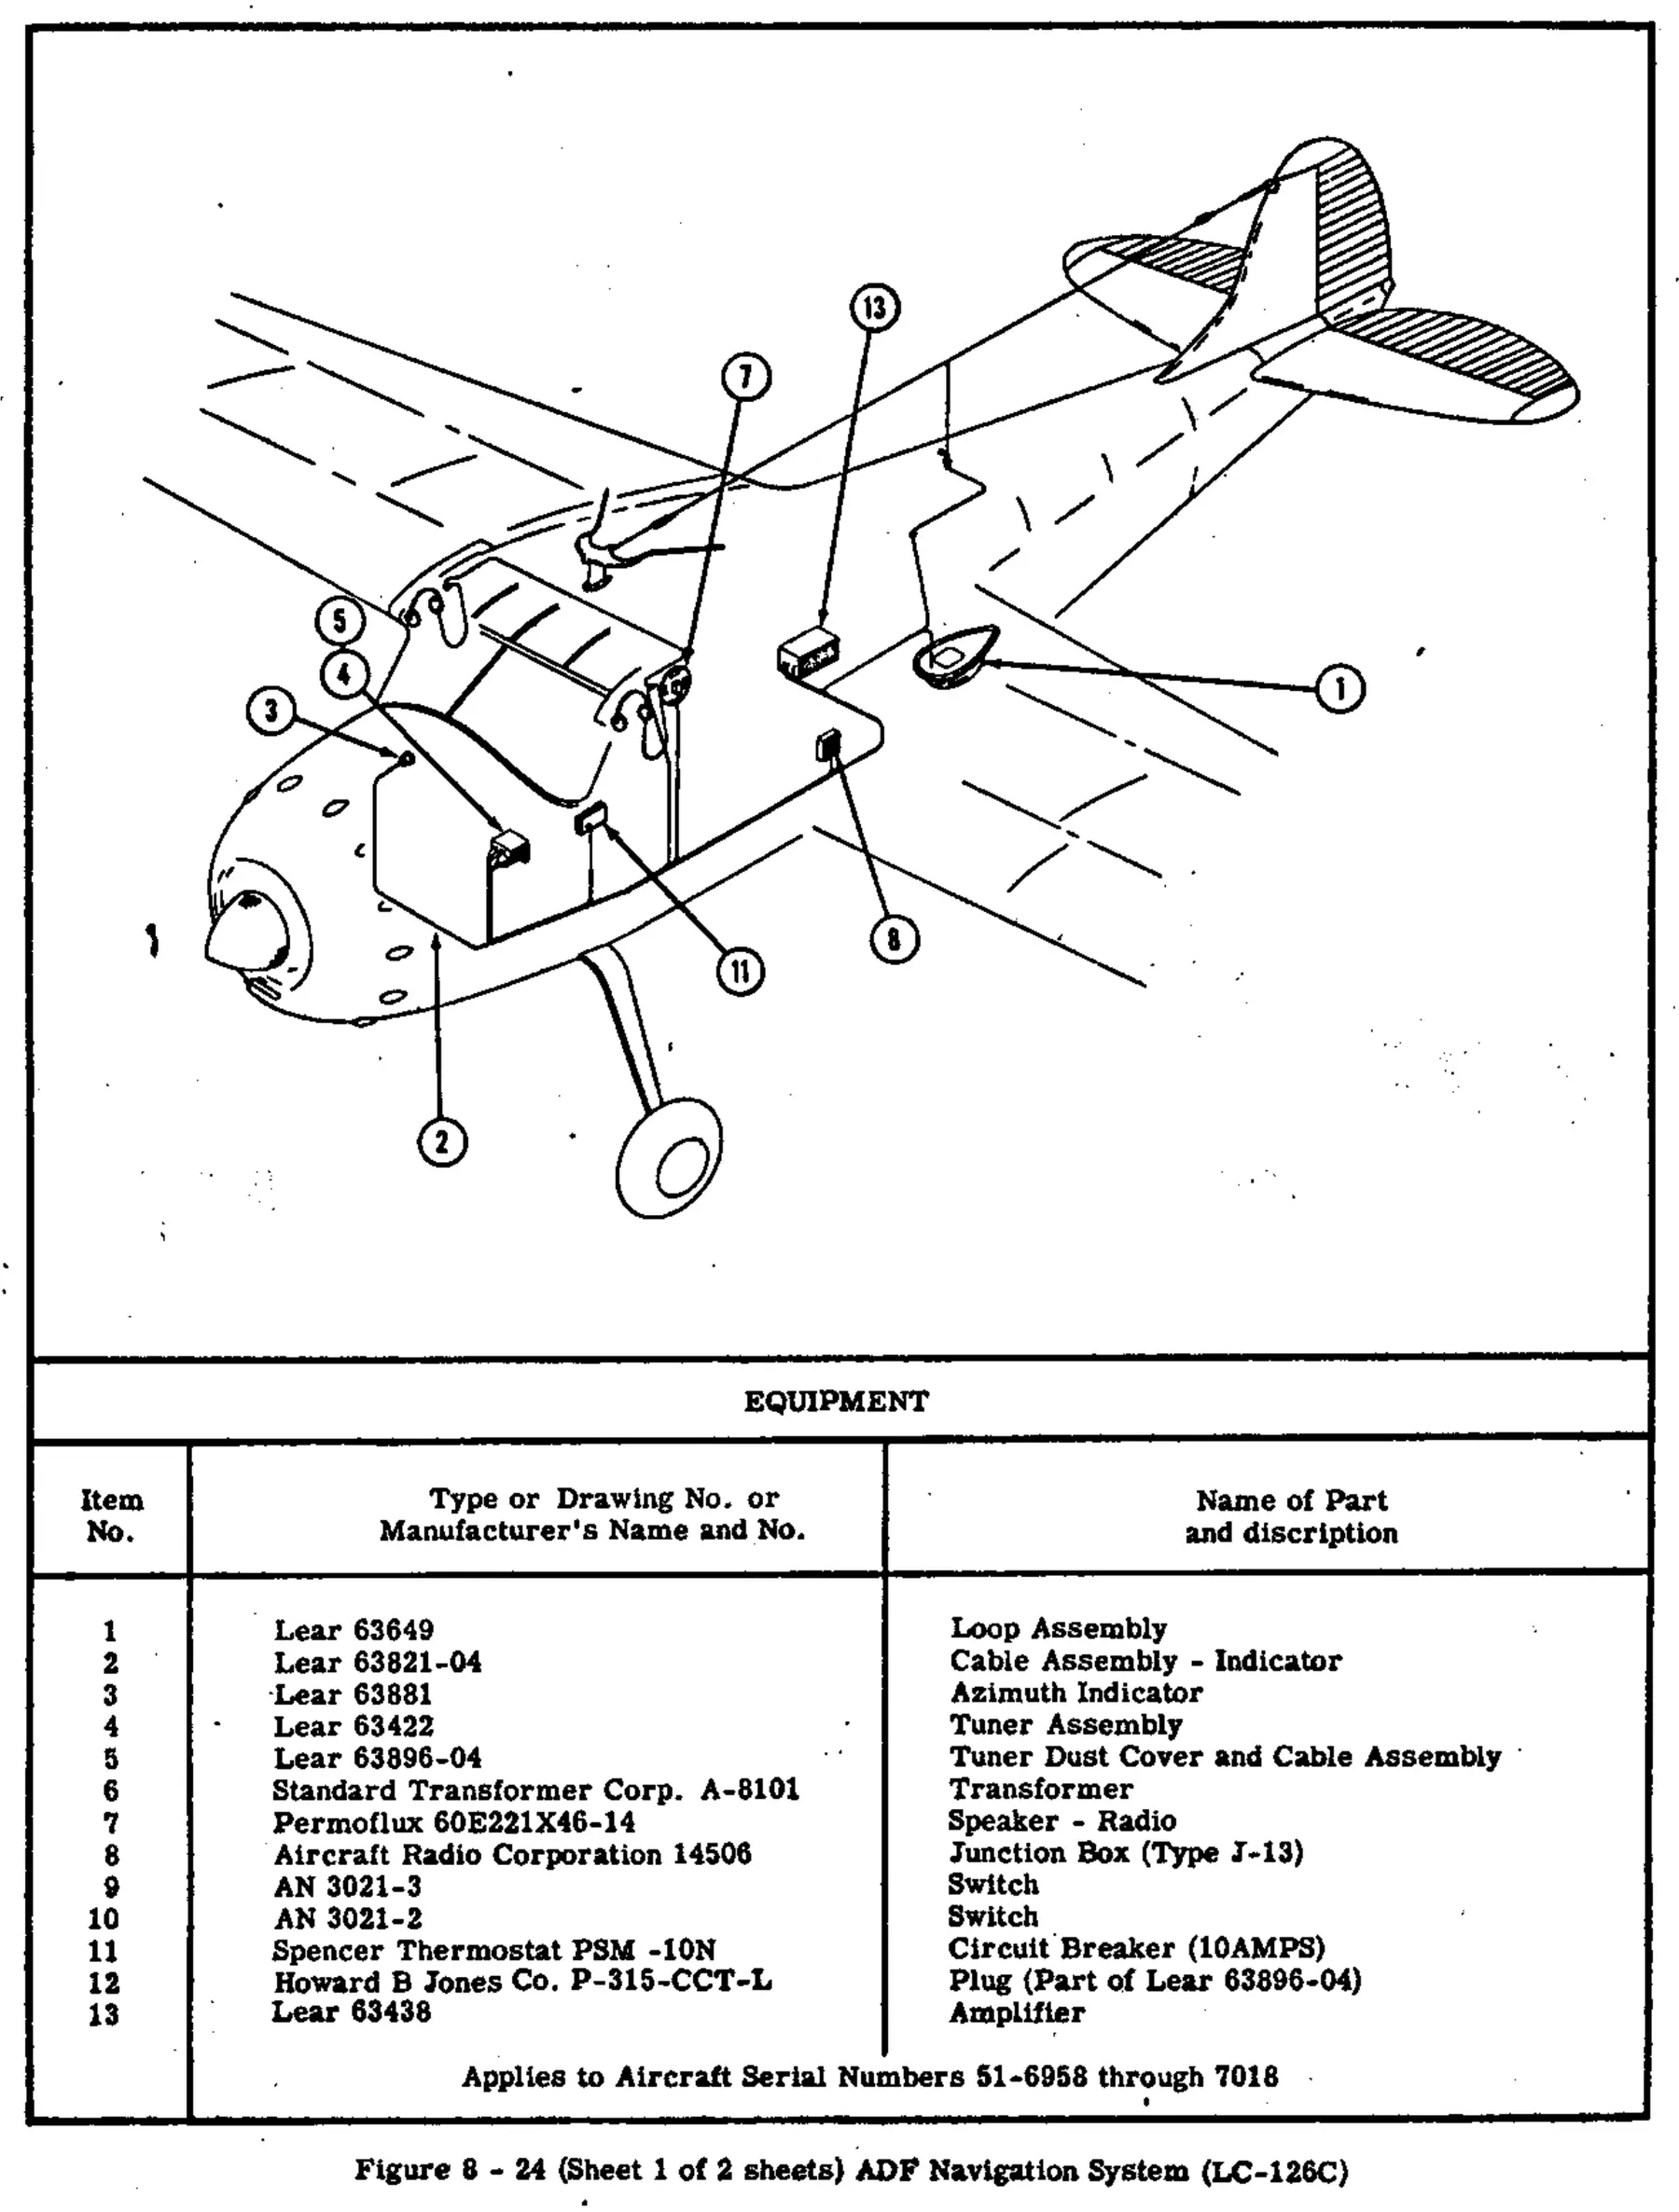 13
7
5
4
3
1
8
11
2
EQUIPMENT
Item No.
Type or Drawing No. or Manufacturer's Name and No.
Name of Part and discription
1 Lear 63649 Loop Assembly
2 Lear 63821-04 Cable Assembly - Indicator
3 Lear 63881 Azimuth Indicator
4 Lear 63422 Tuner Assembly
5 Lear 63896-04 Tuner Dust Cover and Cable Assembly
6 Standard Transformer Corp. A-8101 Transformer
7 Permoflux 60E221X46-14 Speaker - Radio
8 Aircraft Radio Corporation 14506 Junction Box (Type J-13)
9 AN 3021-3 Switch
10 AN 3021-2 Switch
11 Spencer Thermostat PSM -10N Circuit Breaker (10AMPS)
12 Howard B Jones Co. P-315-CCT-L Plug (Part of Lear 63896-04)
13 Lear 63438 Amplifier
Applies to Aircraft Serial Numbers 51-6958 through 7018
Figure 8 - 24 (Sheet 1 of 2 sheets) ADF Navigation System (LC-126C)